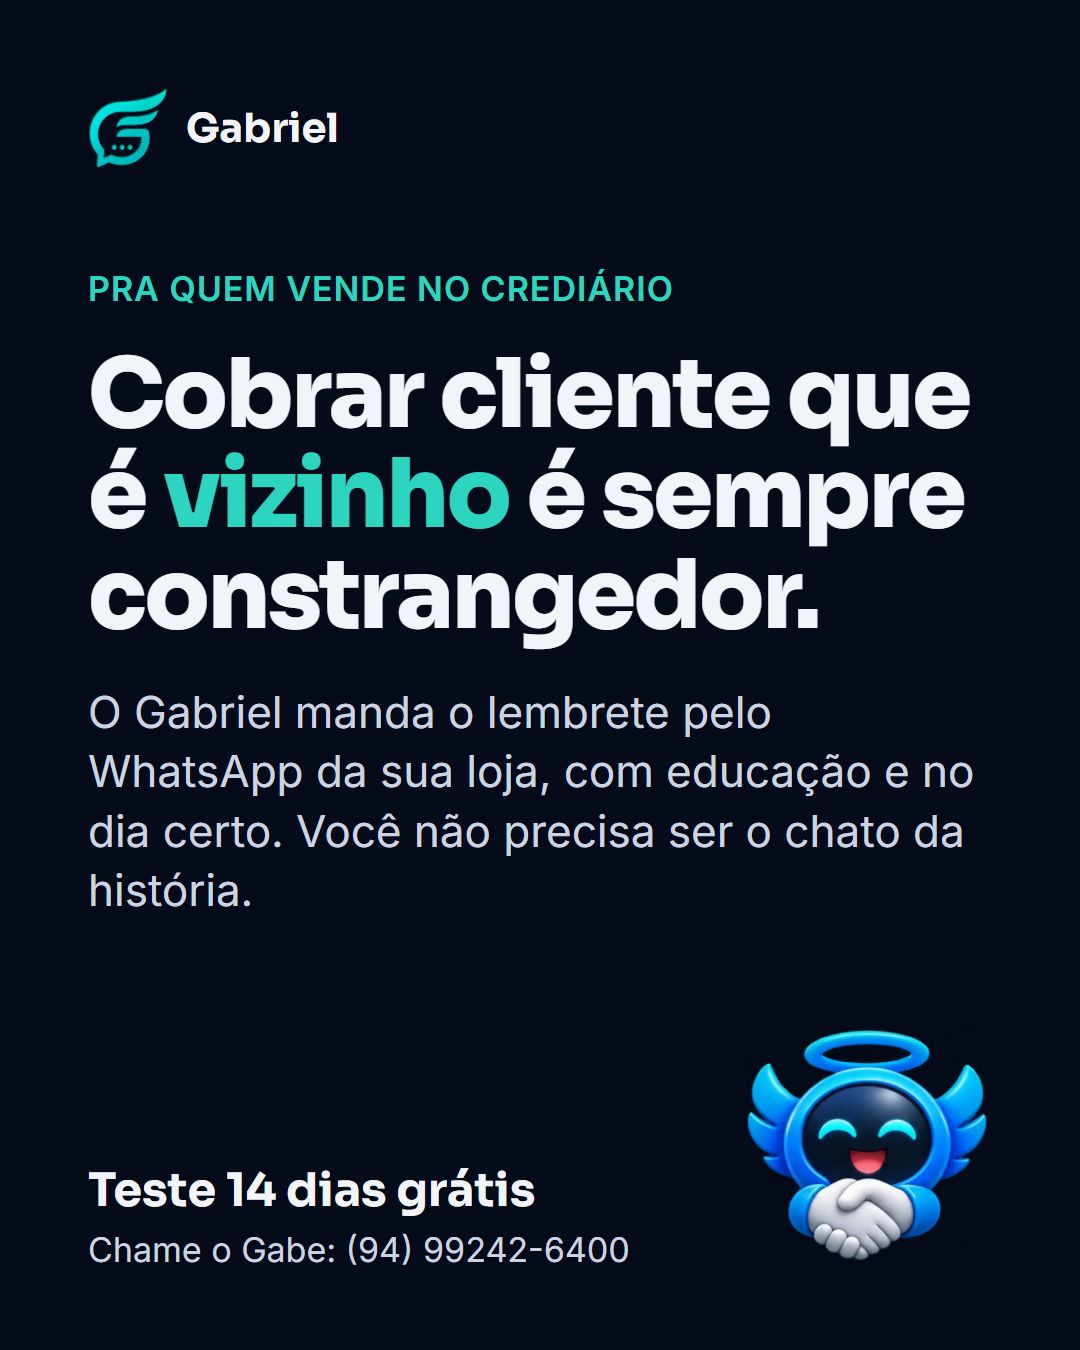 Gabriel
PRA QUEM VENDE NO CREDIÁRIO
Cobrar cliente que
é vizinho é sempre
constrangedor.
O Gabriel manda o lembrete pelo
WhatsApp da sua loja, com educação e no
dia certo. Você não precisa ser o chato da
história.
Teste 14 dias grátis
Chame o Gabe: (94) 99242-6400